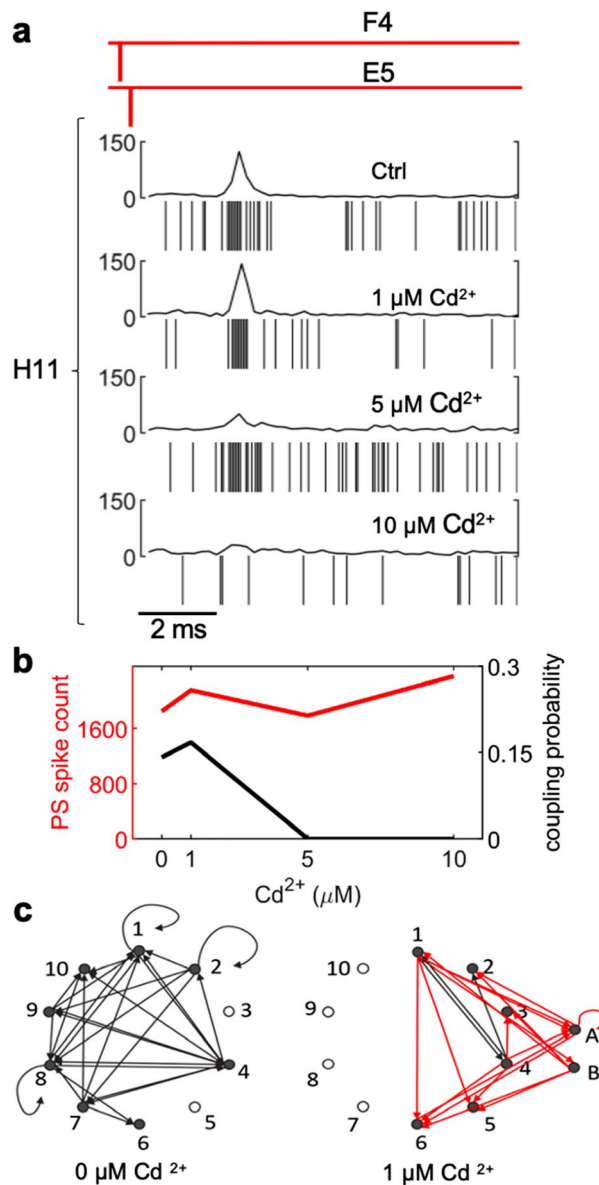 a
F4
E5
H11
150
0
Ctrl
150
0
1 µM Cd²⁺
150
0
5 µM Cd²⁺
150
0
10 µM Cd²⁺
2 ms
b
PS spike count
1600
800
0
0.3
0.15
0
coupling probability
0 1 5 10
Cd²⁺ (µM)
c
1
2
3
4
5
6
7
8
9
10
0 µM Cd ²⁺
1
2
3
4
5
6
7
8
9
10
A
B
1 µM Cd ²⁺